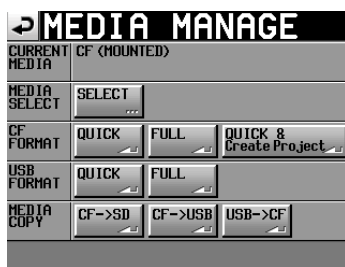 MEDIA MANAGE
CURRENT MEDIA CF (MOUNTED)
MEDIA SELECT SELECT ...
CF FORMAT QUICK FULL QUICK & Create Project
USB FORMAT QUICK FULL
MEDIA COPY CF->SD CF->USB USB->CF